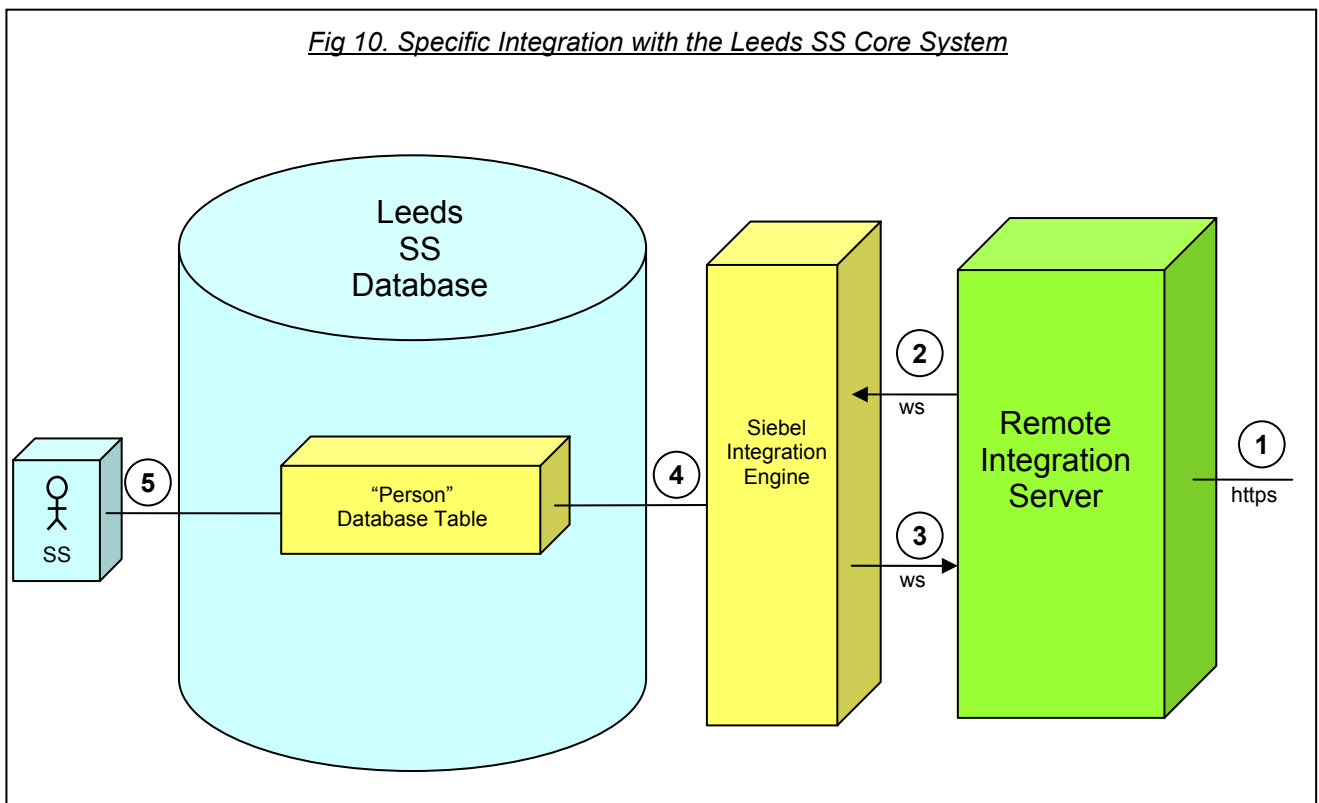 Fig 10. Specific Integration with the Leeds SS Core System
Leeds
SS
Database
2
ws
Siebel
Integration
Engine
Remote
Integration
Server
1
https
4
5
“Person”
Database Table
SS
3
ws